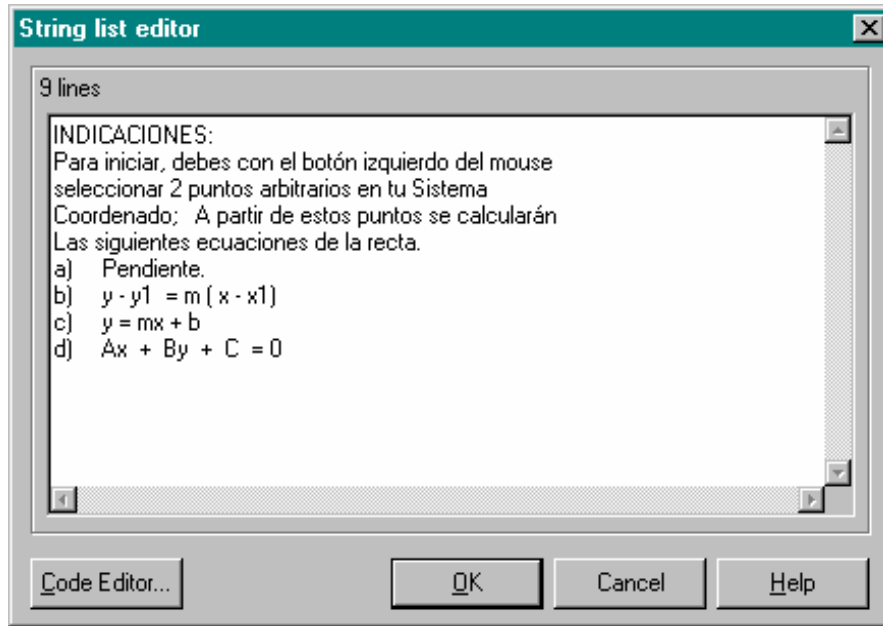 String list editor
9 lines
INDICACIONES:
Para iniciar, debes con el botón izquierdo del mouse
seleccionar 2 puntos arbitrarios en tu Sistema
Coordenado;  A partir de estos puntos se calcularán
Las siguientes ecuaciones de la recta.
a)    Pendiente.
b)    y - y1  = m ( x - x1)
c)    y = mx + b
d)    Ax  +  By  +  C  = 0
Code Editor...
OK
Cancel
Help